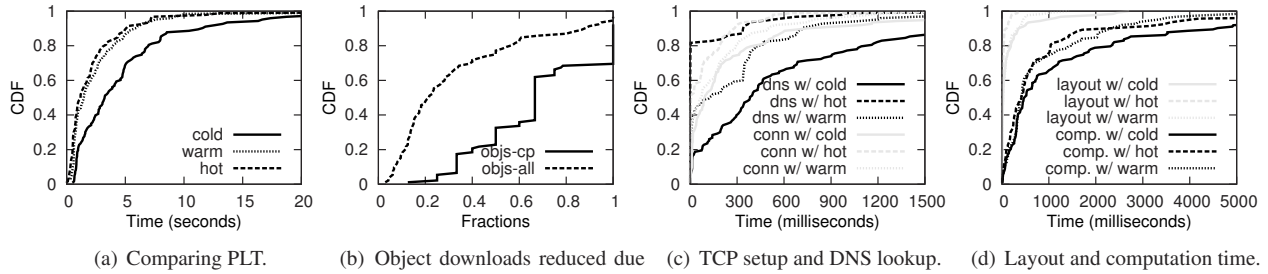 CDF
1
0.8
0.6
0.4
0.2
0
cold
warm
hot
0 5 10 15 20
Time (seconds)
(a) Comparing PLT.
CDF
1
0.8
0.6
0.4
0.2
0
objs-cp
objs-all
0 0.2 0.4 0.6 0.8 1
Fractions
(b) Object downloads reduced due
CDF
1
0.8
0.6
0.4
0.2
0
dns w/ cold
dns w/ hot
dns w/ warm
conn w/ cold
conn w/ hot
conn w/ warm
0 300 600 900 1200 1500
Time (milliseconds)
(c) TCP setup and DNS lookup.
CDF
1
0.8
0.6
0.4
0.2
0
layout w/ cold
layout w/ hot
layout w/ warm
comp. w/ cold
comp. w/ hot
comp. w/ warm
0 1000 2000 3000 4000 5000
Time (milliseconds)
(d) Layout and computation time.